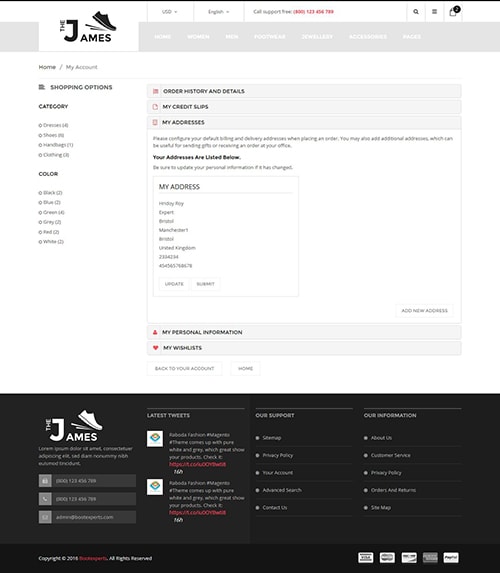 USD
English
Call support free: (800) 123 456 789
2
THE JAMES
HOME WOMEN MEN FOOTWEAR JEWELLERY ACCESSORIES PAGES
Home / My Account
SHOPPING OPTIONS
CATEGORY
Dresses (4)
Shoes (6)
Handbags (1)
Clothing (3)
COLOR
Black (2)
Blue (2)
Green (4)
Grey (2)
Red (2)
White (2)
ORDER HISTORY AND DETAILS
MY CREDIT SLIPS
MY ADDRESSES
Please configure your default billing and delivery addresses when placing an order. You may also add additional addresses, which can
be useful for sending gifts or receiving an order at your office.
Your Addresses Are Listed Below.
Be sure to update your personal information if it has changed.
MY ADDRESS
Hridoy Roy
Expert
Bristol
Manchester1
Bristol
United Kingdom
2334234
454565768678
UPDATE SUBMIT
ADD NEW ADDRESS
MY PERSONAL INFORMATION
MY WISHLISTS
BACK TO YOUR ACCOUNT HOME
THE JAMES
Lorem ipsum dolor sit amet, consectetuer
adipiscing elit, sed diam nonummy nibh
euismod tincidunt.
(800) 123 456 789
(800) 123 456 789
admin@bootexperts.com
LATEST TWEETS
Raboda Fashion #Magento
#Theme comes up with pure
white and grey, which great show
your products. Check it:
16h
Raboda Fashion #Magento
#Theme comes up with pure
white and grey, which great show
your products. Check it:
16h
OUR SUPPORT
Sitemap
Privacy Policy
Your Account
Advanced Search
Contact Us
OUR INFORMATION
About Us
Customer Service
Privacy Policy
Orders And Returns
Site Map
Copyright © 2016 Bootexperts. All Rights Reserved